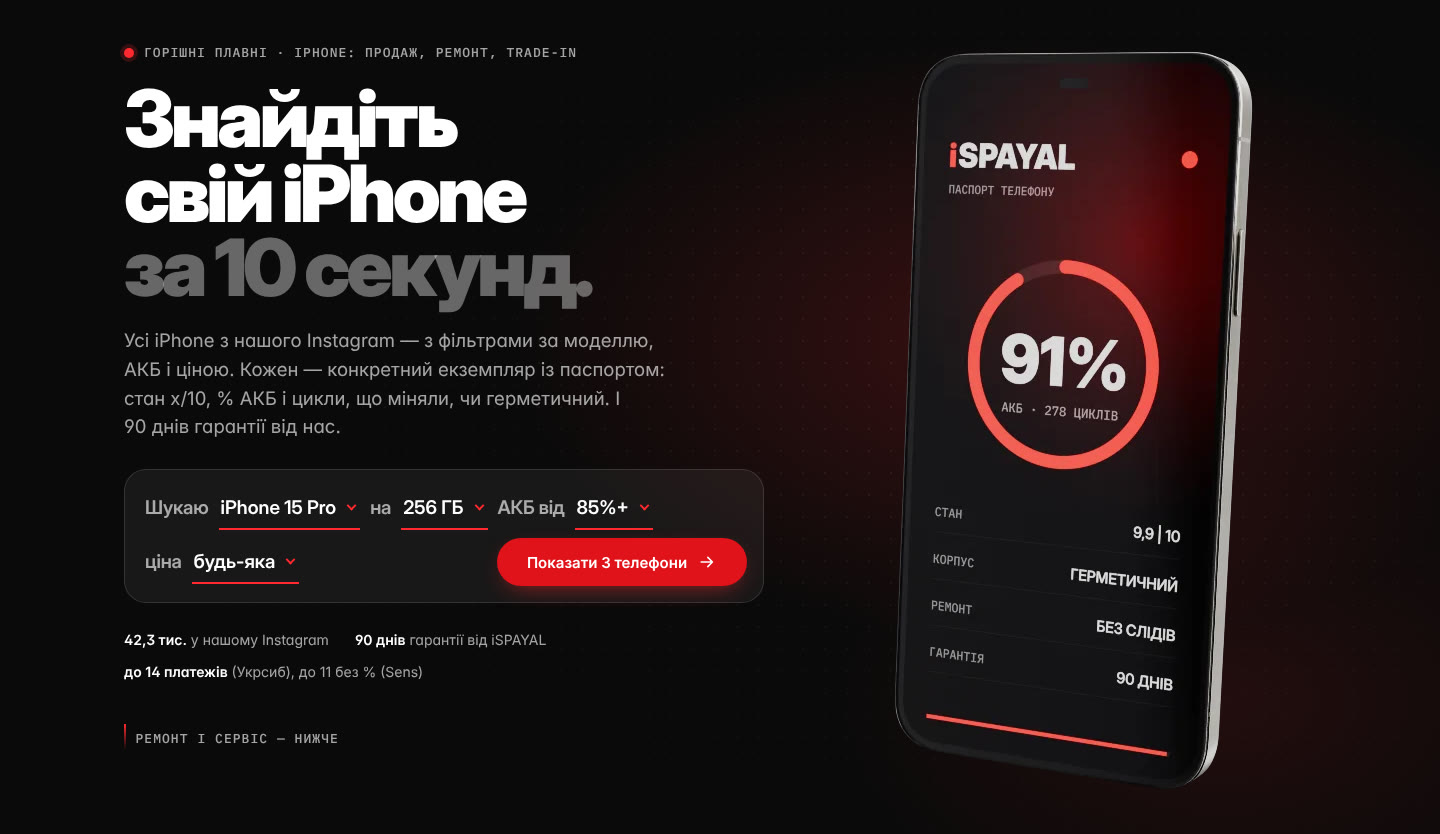 ГОРІШНІ ПЛАВНІ · IPHONE: ПРОДАЖ, РЕМОНТ, TRADE-IN
Знайдіть
свій iPhone
за 10 секунд.
Усі iPhone з нашого Instagram — з фільтрами за моделлю,
АКБ і ціною. Кожен — конкретний екземпляр із паспортом:
стан x/10, % АКБ і цикли, що міняли, чи герметичний. І
90 днів гарантії від нас.
Шукаю iPhone 15 Pro на 256 ГБ АКБ від 85%+
ціна будь-яка Показати 3 телефони →
42,3 тис. у нашому Instagram 90 днів гарантії від iSPAYAL
до 14 платежів (Укрсиб), до 11 без % (Sens)
РЕМОНТ І СЕРВІС — НИЖЧЕ
iSPAYAL
ПАСПОРТ ТЕЛЕФОНУ
91%
АКБ · 278 ЦИКЛІВ
СТАН 9,9 | 10
КОРПУС ГЕРМЕТИЧНИЙ
РЕМОНТ БЕЗ СЛІДІВ
ГАРАНТІЯ 90 ДНІВ